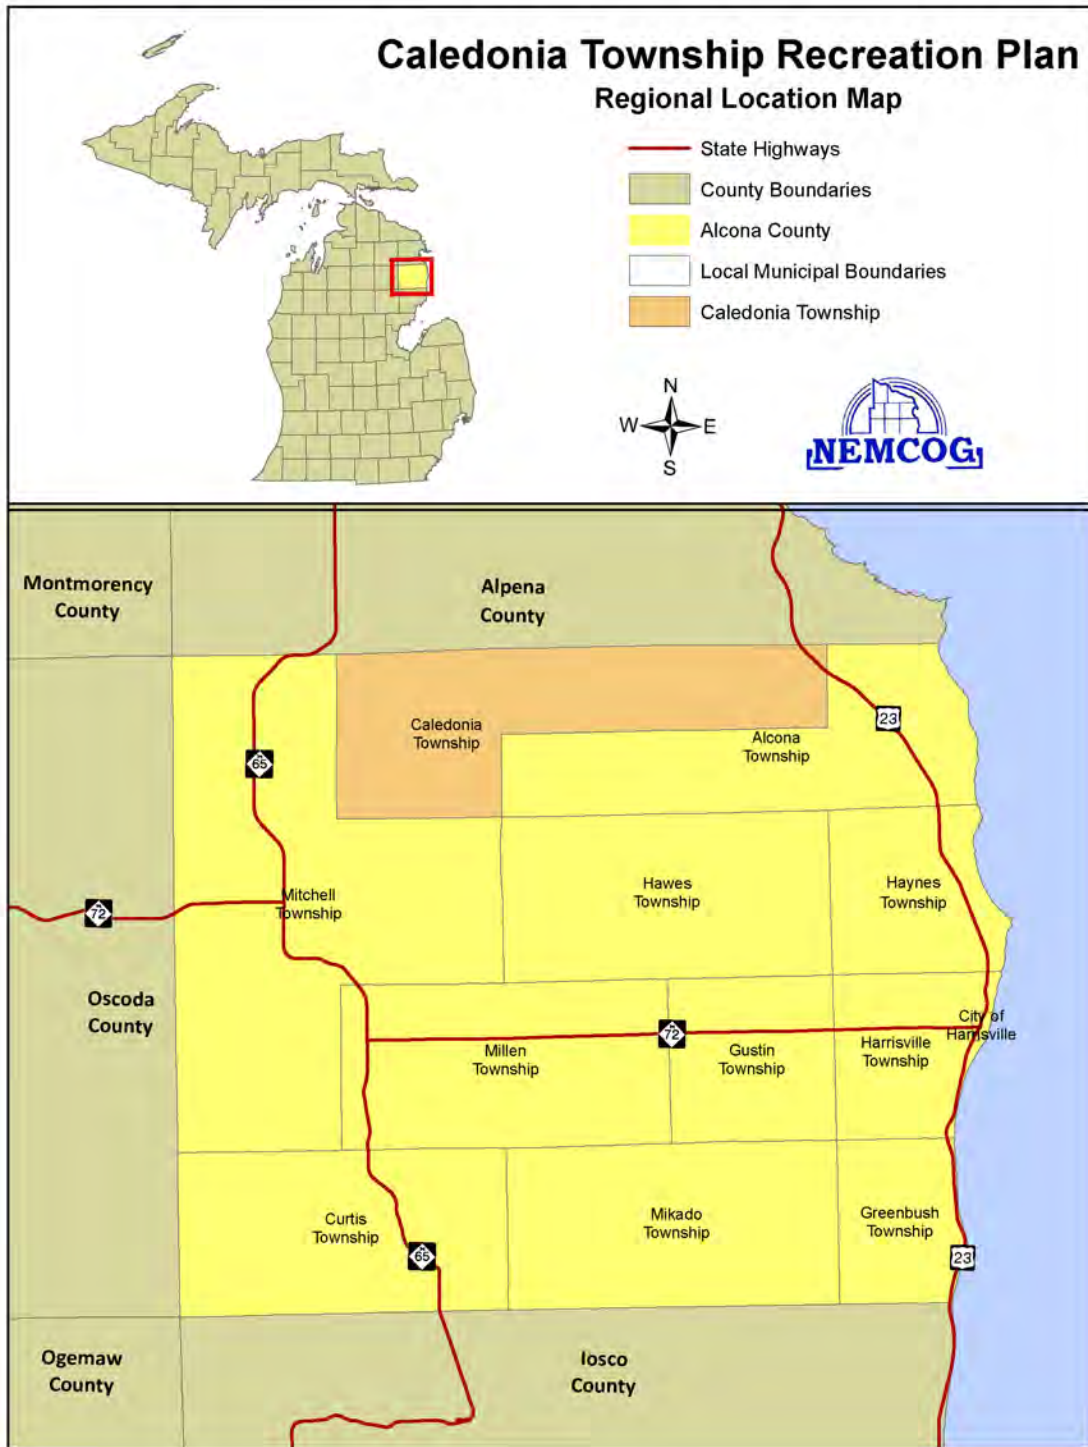 Caledonia Township Recreation Plan
Regional Location Map
State Highways
County Boundaries
Alcona County
Local Municipal Boundaries
Caledonia Township
N
W
E
S
NEMCOG
Montmorency
County
Alpena
County
Caledonia
Township
23
Alcona
Township
65
Mitchell
Township
Hawes
Township
Haynes
Township
72
Oscoda
County
City of
Harrisville
72
Millen
Township
Gustin
Township
Harrisville
Township
Curtis
Township
Mikado
Township
Greenbush
Township
65
23
Ogemaw
County
Iosco
County